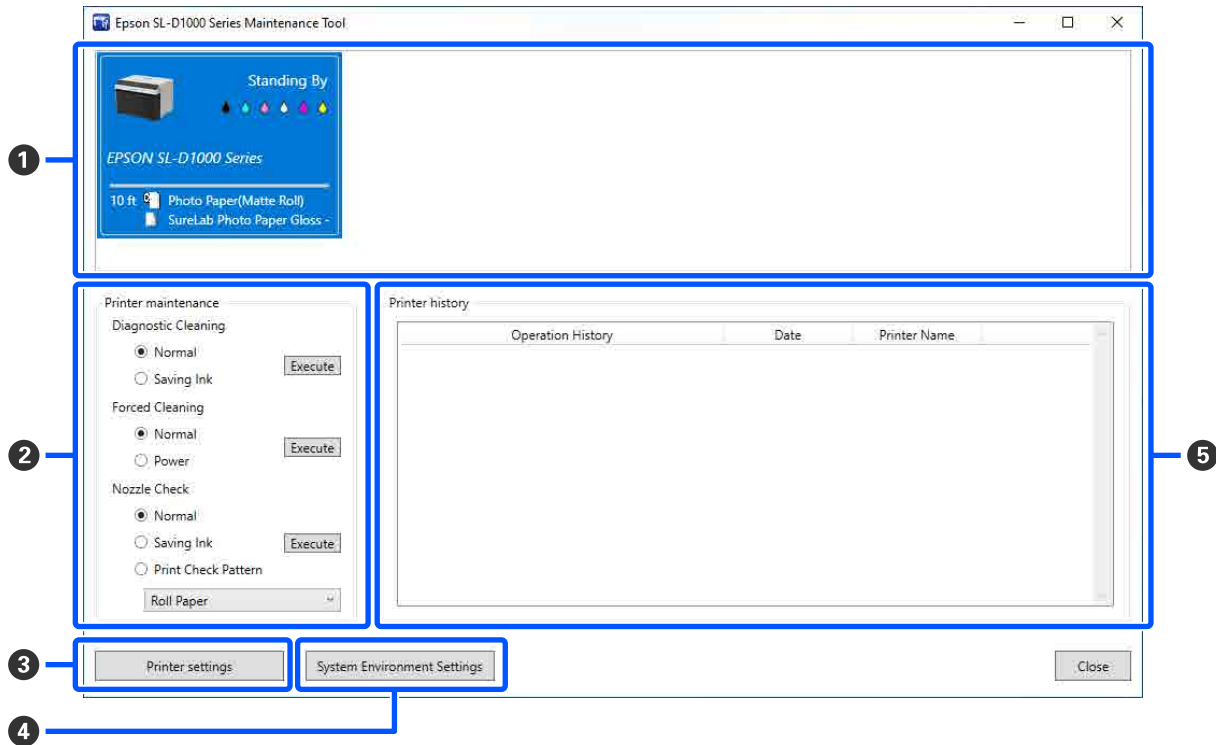 Epson SL-D1000 Series Maintenance Tool
Standing By
EPSON SL-D1000 Series
10 ft Photo Paper(Matte Roll)
SureLab Photo Paper Gloss -
1
Printer maintenance
Diagnostic Cleaning
Normal
Saving Ink
Execute
Forced Cleaning
Normal
Power
Execute
Nozzle Check
Normal
Saving Ink
Execute
Print Check Pattern
Roll Paper
2
Printer history
Operation History Date Printer Name
5
3
Printer settings
System Environment Settings
Close
4